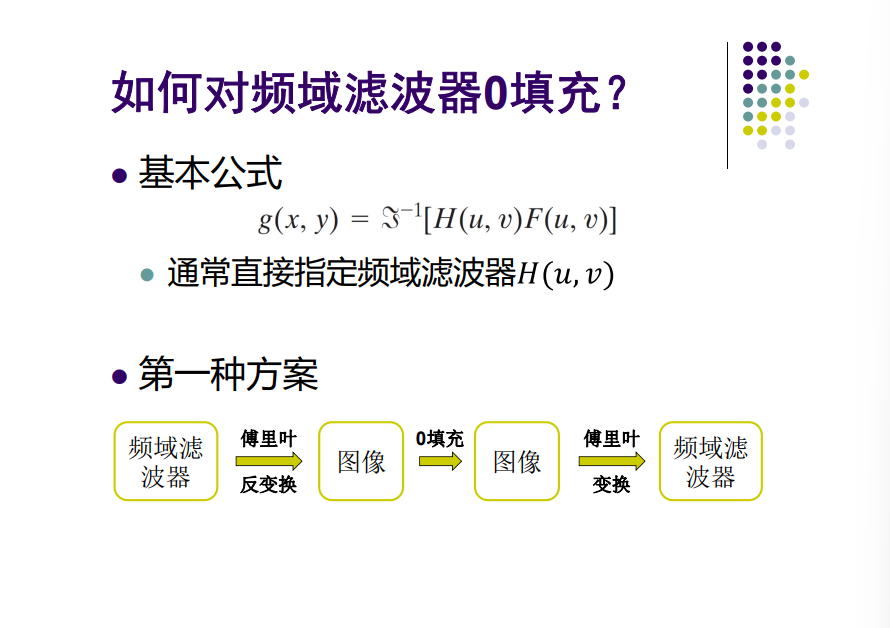 如何对频域滤波器0填充？
基本公式
g(x, y) = ℑ⁻¹[H(u, v)F(u, v)]
通常直接指定频域滤波器H(u, v)
第一种方案
频域滤
波器
傅里叶
反变换
图像
0填充
图像
傅里叶
变换
频域滤
波器